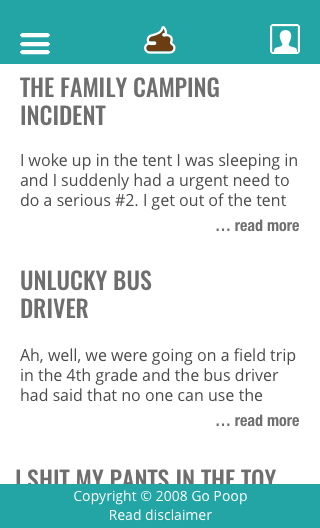 THE FAMILY CAMPING
INCIDENT
I woke up in the tent I was sleeping in
and I suddenly had a urgent need to
do a serious #2. I get out of the tent
... read more
UNLUCKY BUS
DRIVER
Ah, well, we were going on a field trip
in the 4th grade and the bus driver
had said that no one can use the
... read more
I SHIT MY PANTS IN THE TOY
Copyright © 2008 Go Poop
Read disclaimer